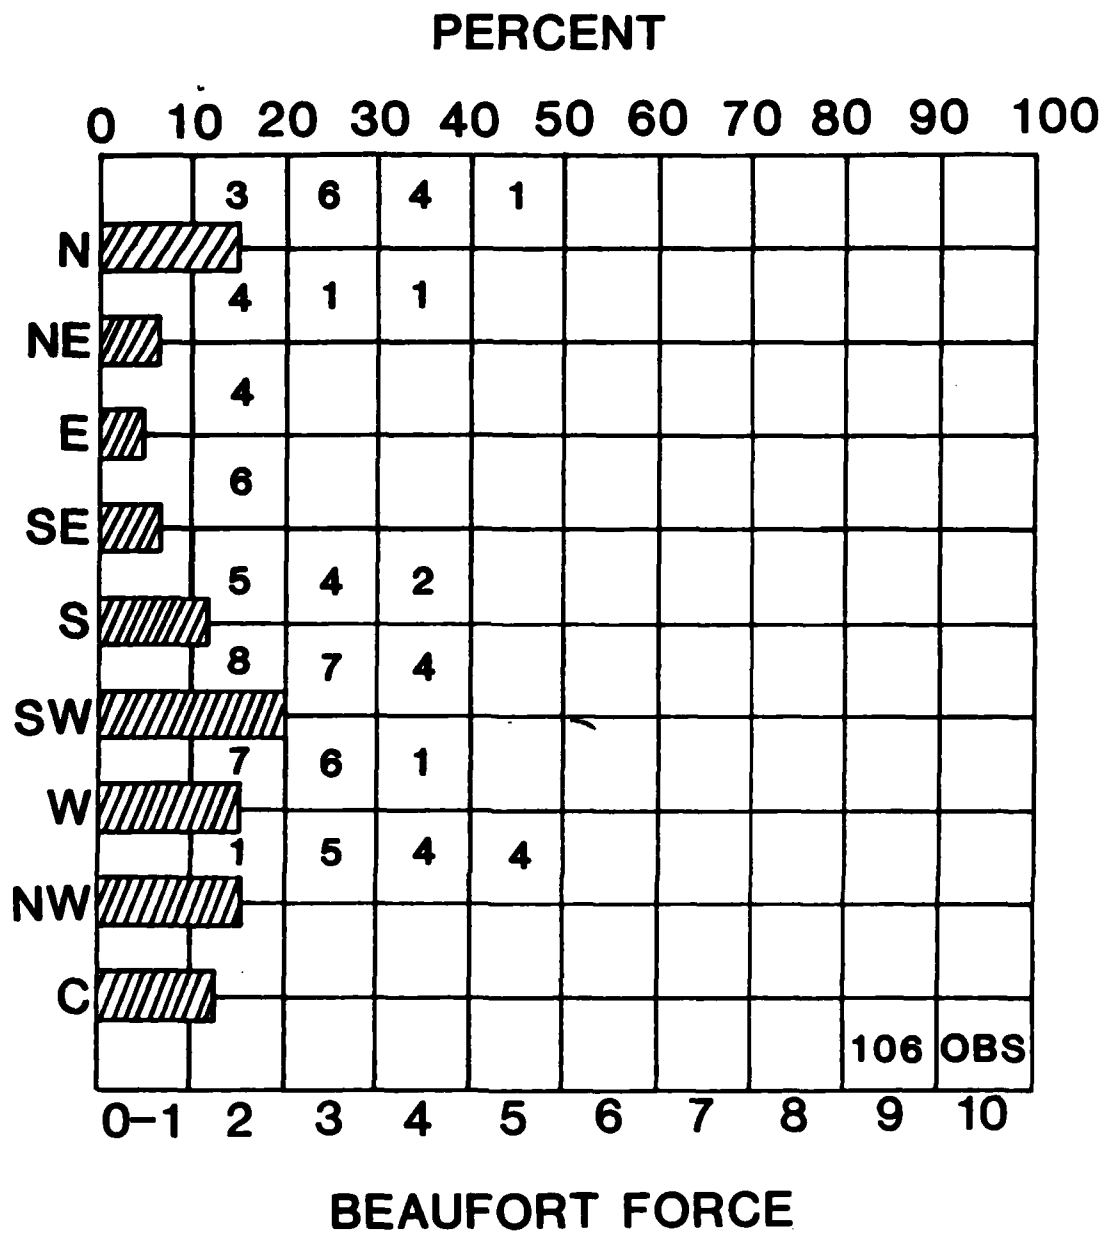 PERCENT
0 10 20 30 40 50 60 70 80 90 100
3 6 4 1
N
4 1 1
NE
4
E
6
SE
5 4 2
S
8 7 4
SW
7 6 1
W
1 5 4 4
NW
C
106 OBS
0-1 2 3 4 5 6 7 8 9 10
BEAUFORT FORCE